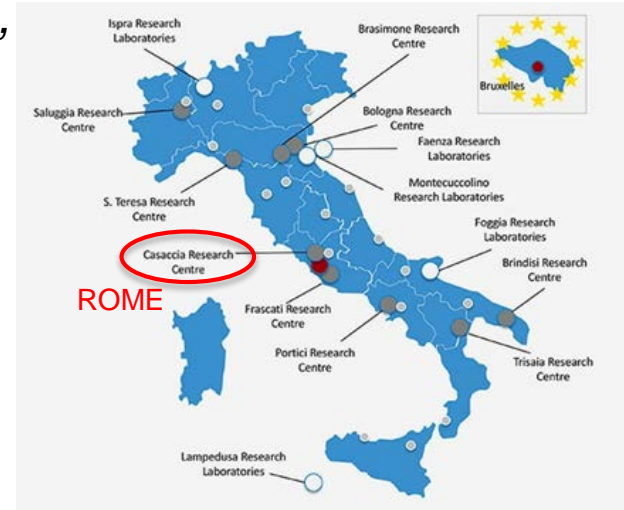 ,
Ispra Research
Laboratories
Brasimone Research
Centre
Bruxelles
Saluggia Research
Centre
Bologna Research
Centre
Faenza Research
Laboratories
Montecuccolino
Research Laboratories
S. Teresa Research
Centre
Foggia Research
Laboratories
Casaccia Research
Centre
Brindisi Research
Centre
ROME
Frascati Research
Centre
Portici Research
Centre
Trisaia Research
Centre
Lampedusa Research
Laboratories